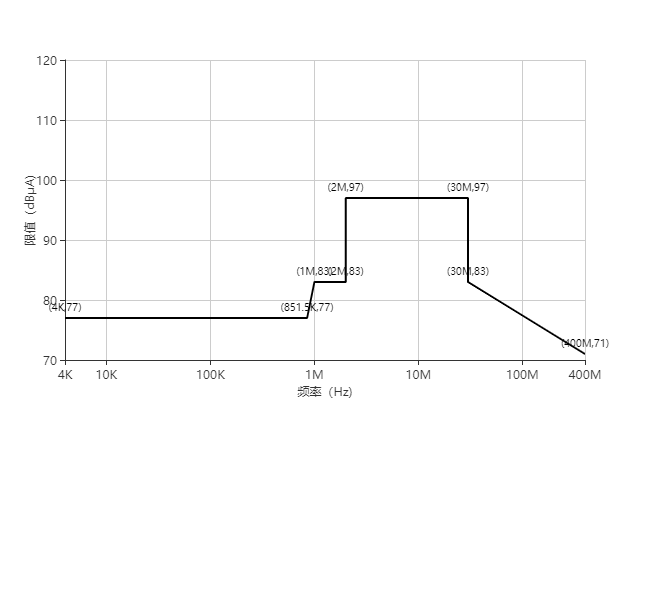 120
110
100
90
80
70
限值（dBμA）
(2M,97)
(30M,97)
(1M,83)
(2M,83)
(30M,83)
(4K,77)
(851.5K,77)
(400M,71)
4K
10K
100K
1M
10M
100M
400M
频率（Hz)